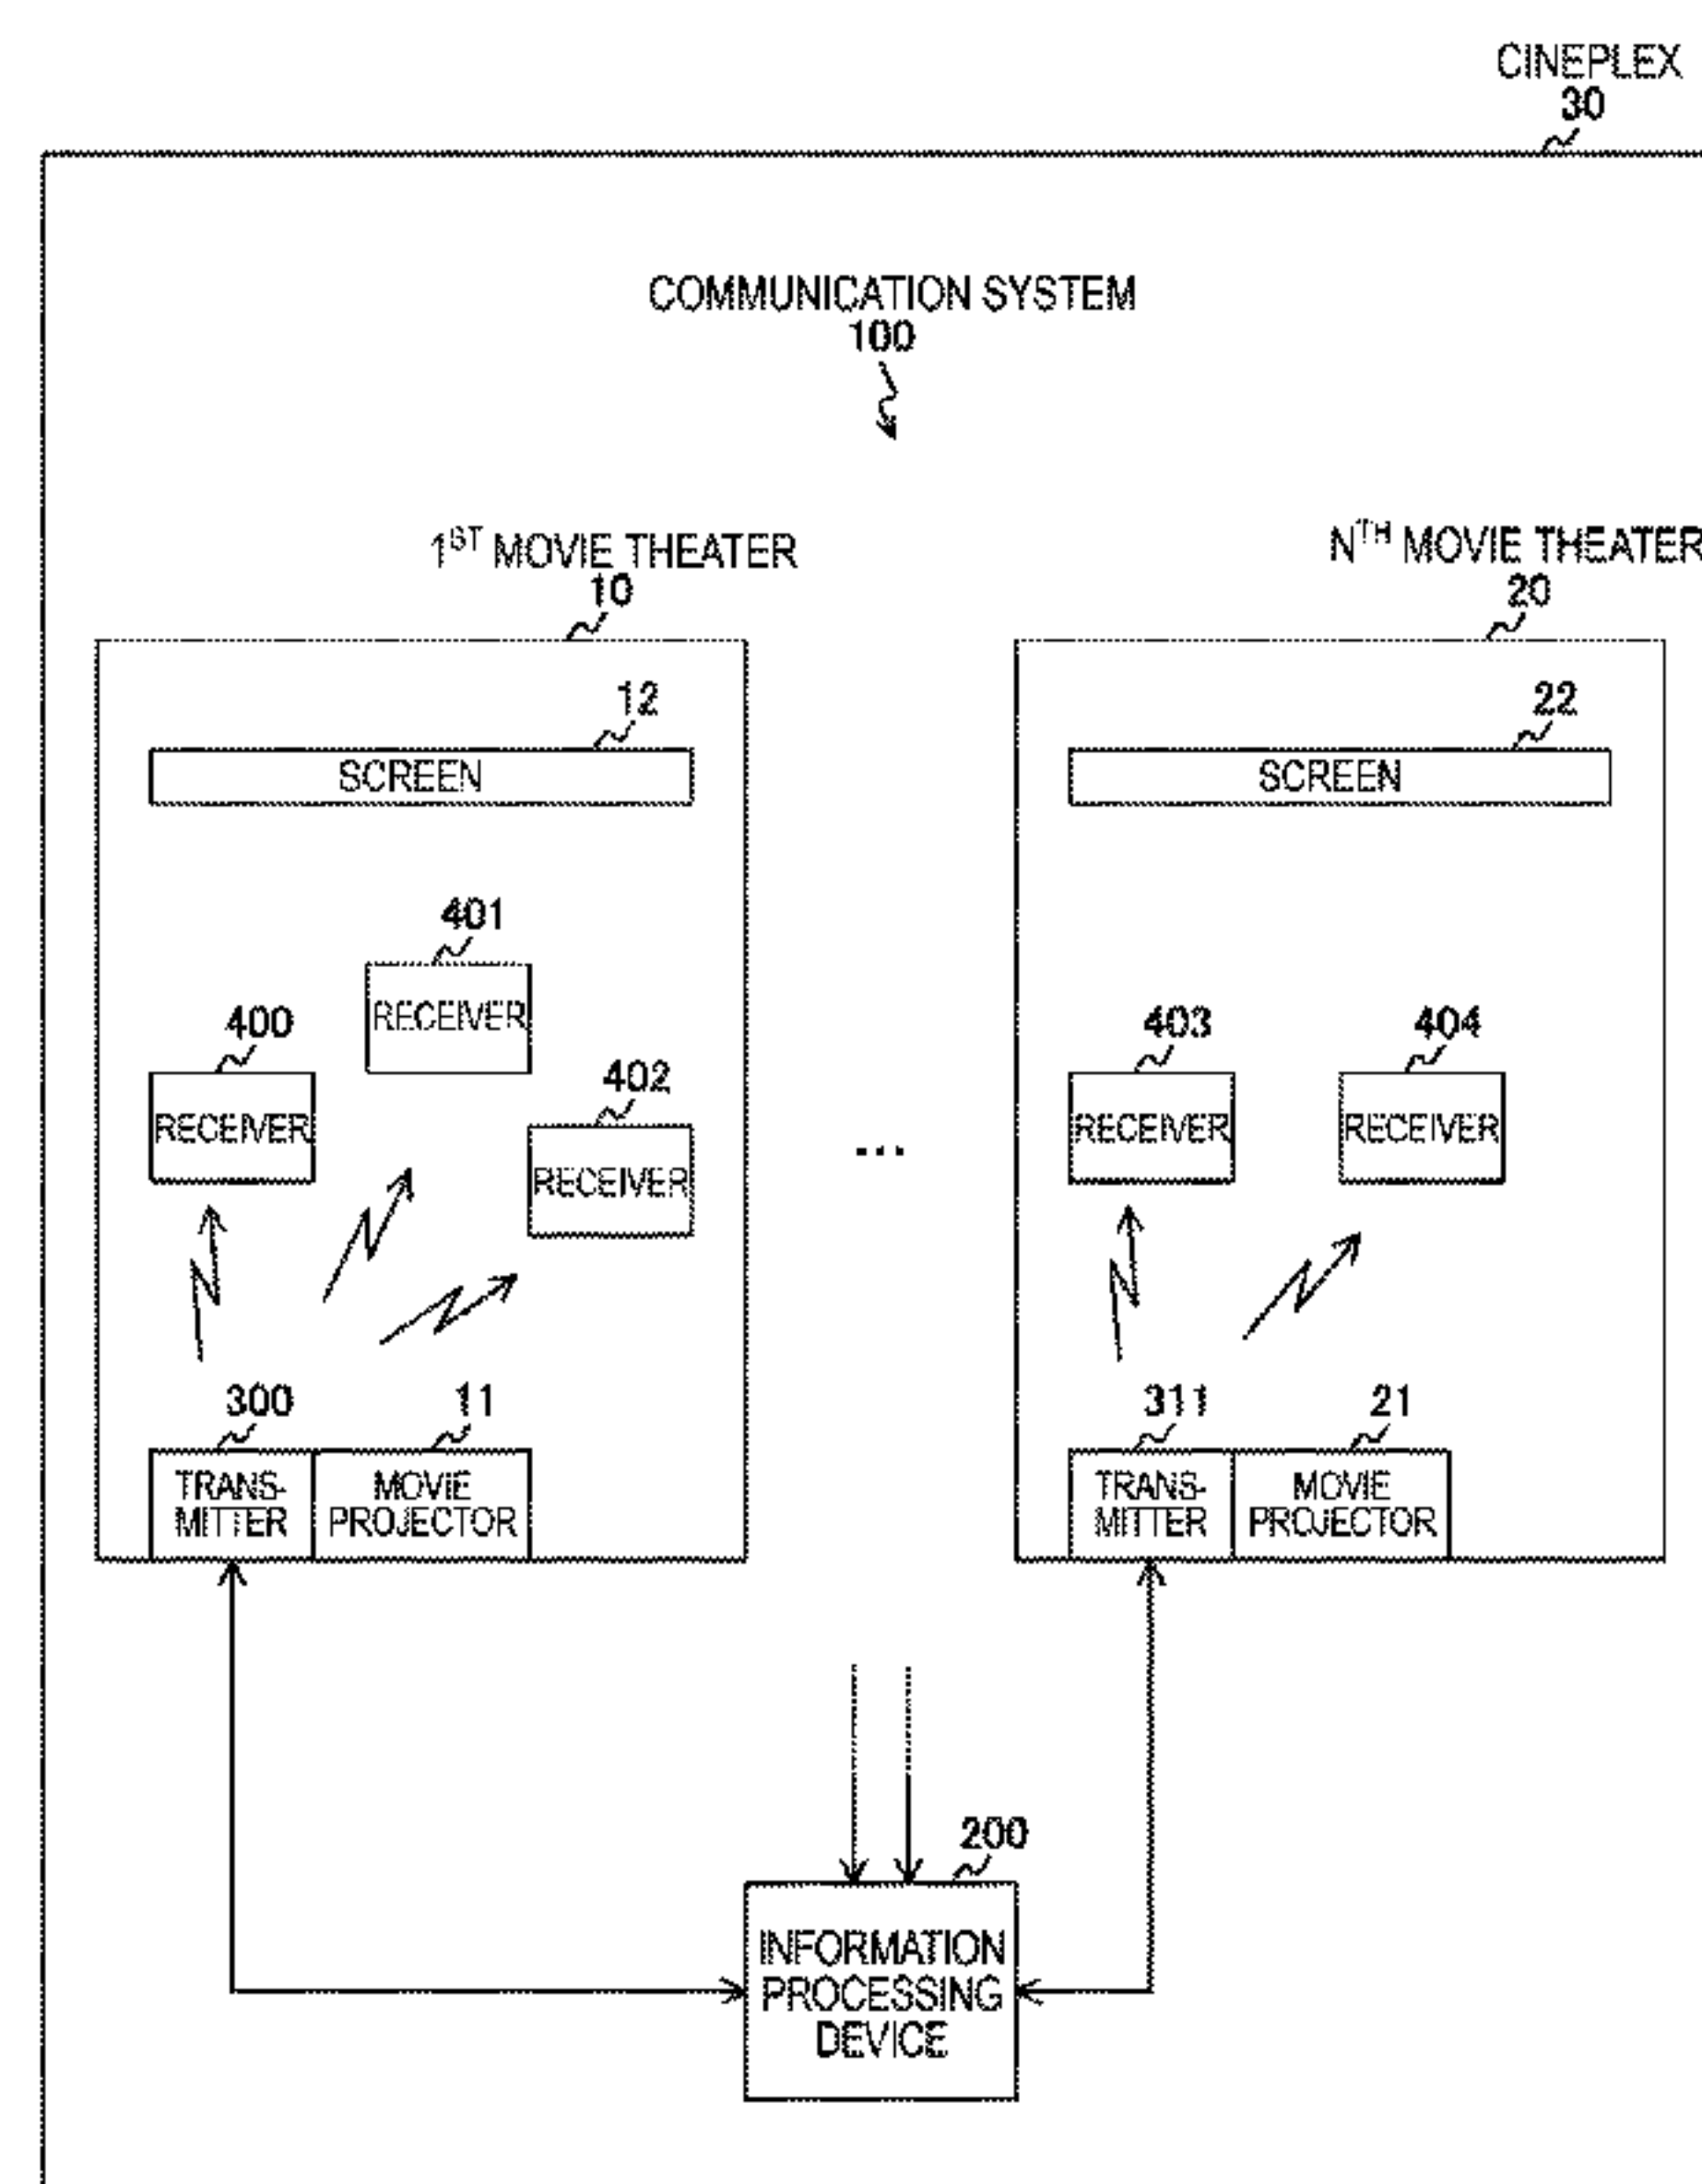 CINEPLEX
30
COMMUNICATION SYSTEM
100
1ST MOVIE THEATER
10
12
SCREEN
401
RECEIVER
400
RECEIVER
402
RECEIVER
300
11
TRANS-
MITTER
MOVIE
PROJECTOR
...
NTH MOVIE THEATER
20
22
SCREEN
403
RECEIVER
404
RECEIVER
311
21
TRANS-
MITTER
MOVIE
PROJECTOR
200
INFORMATION
PROCESSING
DEVICE